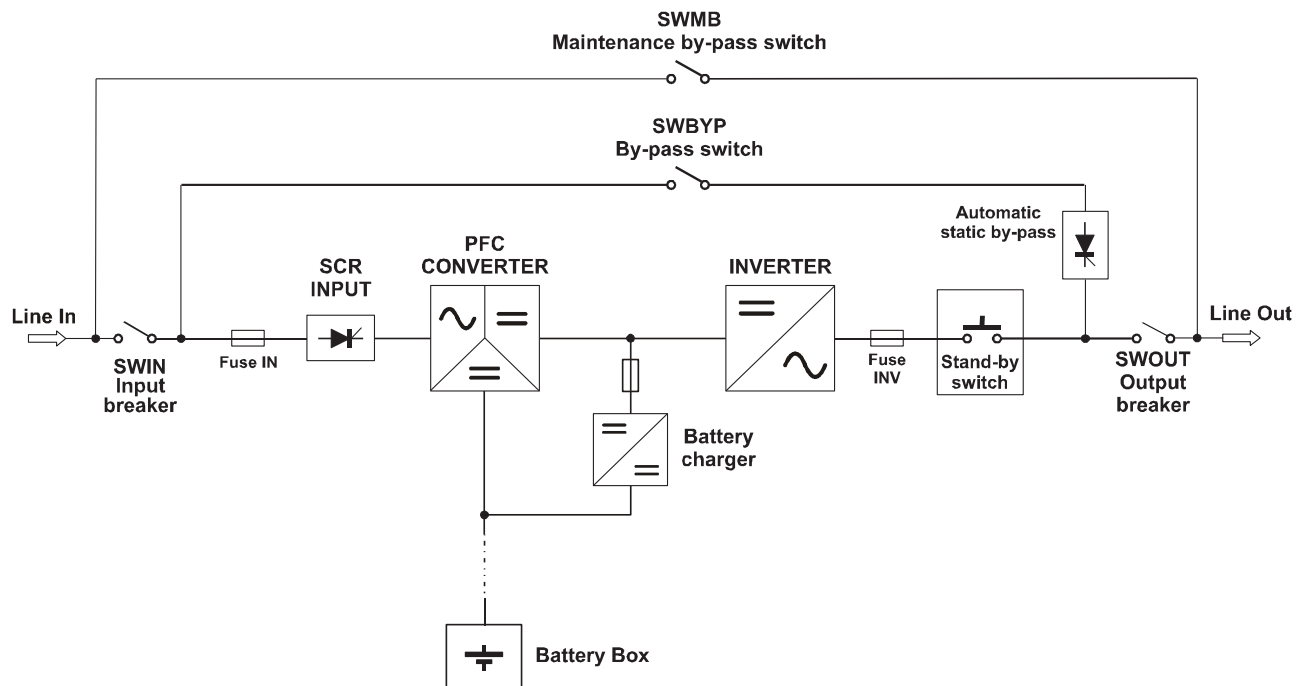 SWMB
Maintenance by-pass switch
SWBYP
By-pass switch
Automatic
static by-pass
PFC
CONVERTER
SCR
INPUT
INVERTER
Line In
Line Out
SWIN
Input
breaker
Fuse IN
Fuse
INV
Stand-by
switch
SWOUT
Output
breaker
Battery
charger
Battery Box